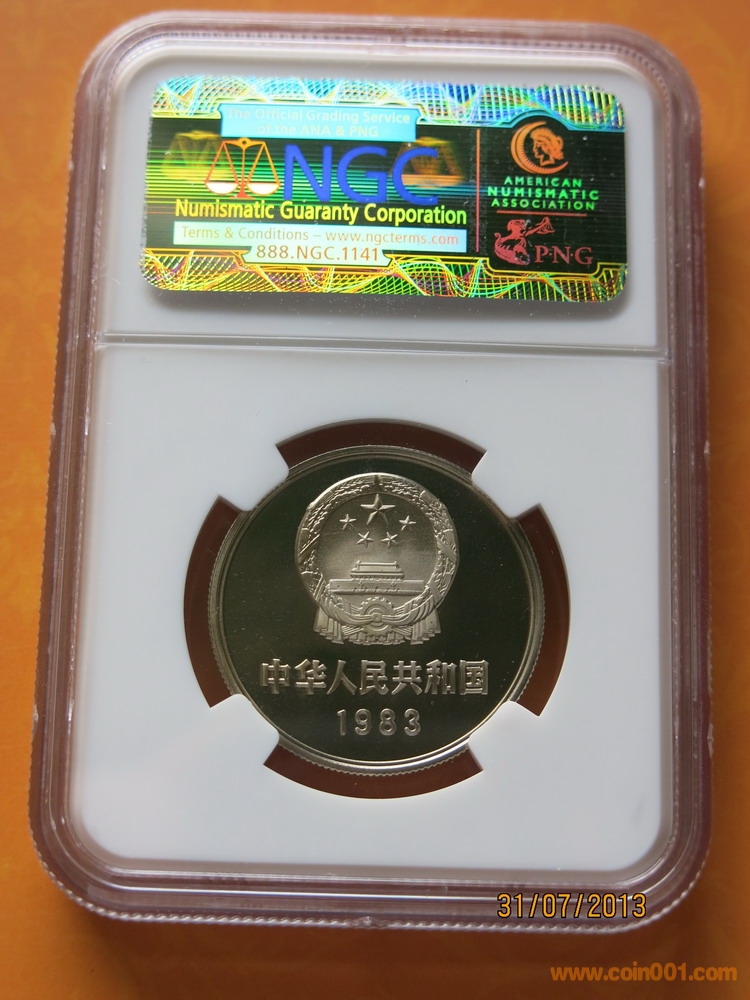 The Official Grading Service
of the ANA & PNG
NGC
Numismatic Guaranty Corporation
Terms & Conditions – www.ngcterms.com
888.NGC.1141
AMERICAN
NUMISMATIC
ASSOCIATION
P·N·G
中华人民共和国
1983
31/07/2013
www.coin001.com